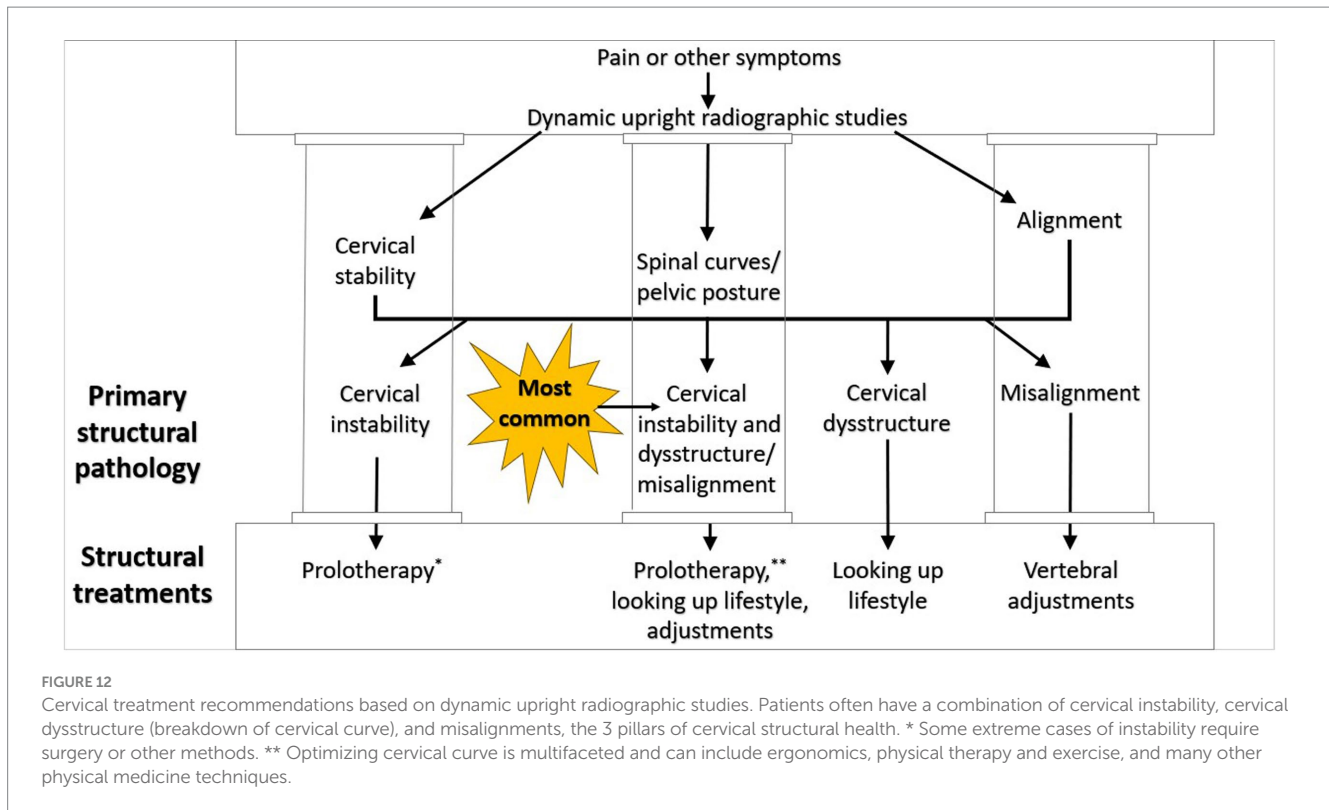 Pain or other symptoms
Dynamic upright radiographic studies
Cervical
stability
Spinal curves/
pelvic posture
Alignment
Primary
structural
pathology
Cervical
instability
Most
common
Cervical
instability and
dysstructure/
misalignment
Cervical
dysstructure
Misalignment
Structural
treatments
Prolotherapy*
Prolotherapy,**
looking up lifestyle,
adjustments
Looking up
lifestyle
Vertebral
adjustments
FIGURE 12
Cervical treatment recommendations based on dynamic upright radiographic studies. Patients often have a combination of cervical instability, cervical
dysstructure (breakdown of cervical curve), and misalignments, the 3 pillars of cervical structural health. * Some extreme cases of instability require
surgery or other methods. ** Optimizing cervical curve is multifaceted and can include ergonomics, physical therapy and exercise, and many other
physical medicine techniques.